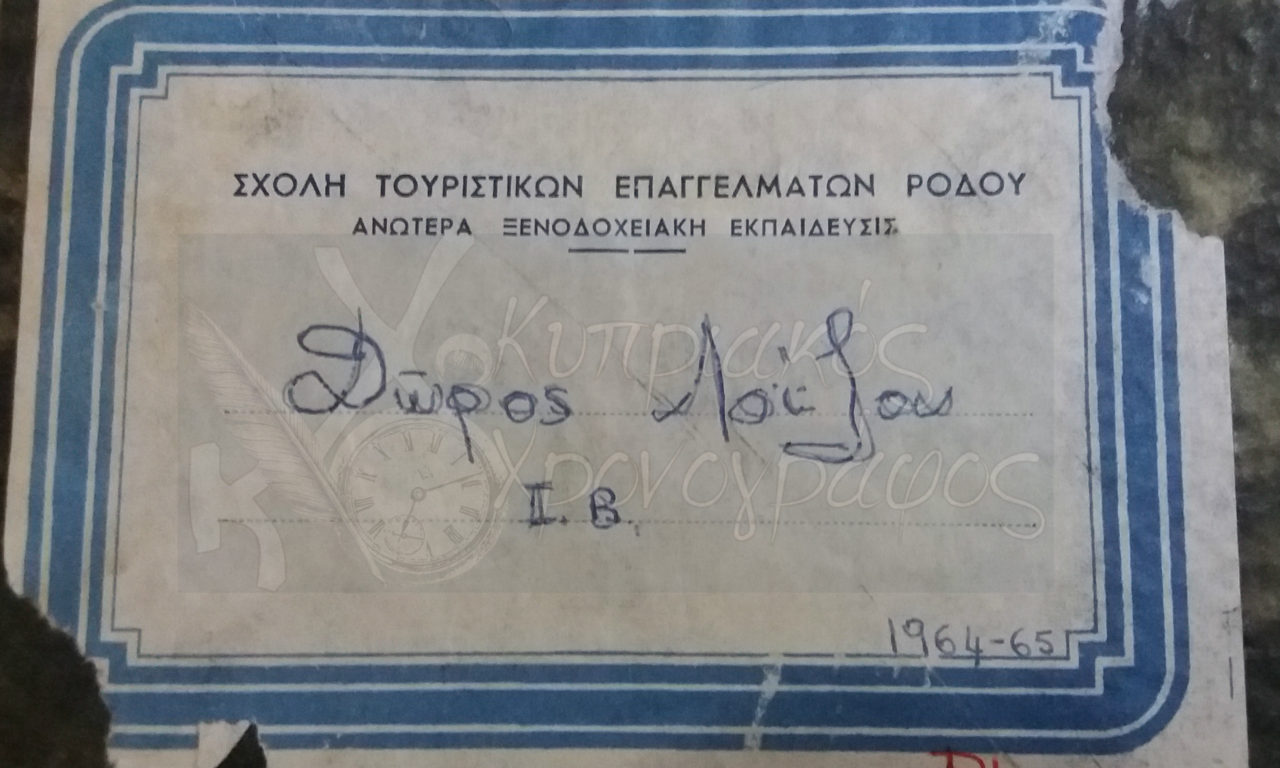 ΣΧΟΛΗ ΤΟΥΡΙΣΤΙΚΩΝ ΕΠΑΓΓΕΛΜΑΤΩΝ ΡΟΔΟΥ
ΑΝΩΤΕΡΑ ΞΕΝΟΔΟΧΕΙΑΚΗ ΕΚΠΑΙΔΕΥΣΙΣ
Κυπριακός
Δῶρος Λοΐζου
Χρονογράφος
I. B.
1964-65